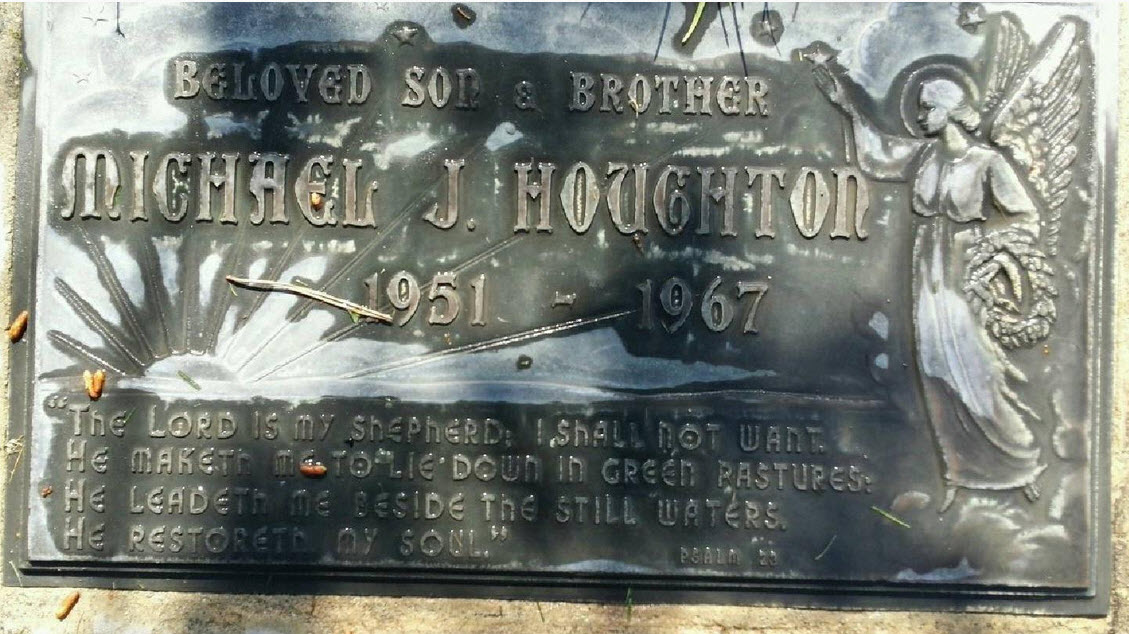 BELOVED SON & BROTHER
MICHAEL J. HOUGHTON
1951 - 1967
"THE LORD IS MY SHEPHERD; I SHALL NOT WANT.
HE MAKETH ME TO LIE DOWN IN GREEN PASTURES:
HE LEADETH ME BESIDE THE STILL WATERS.
HE RESTORETH MY SOUL."
PSALM 23